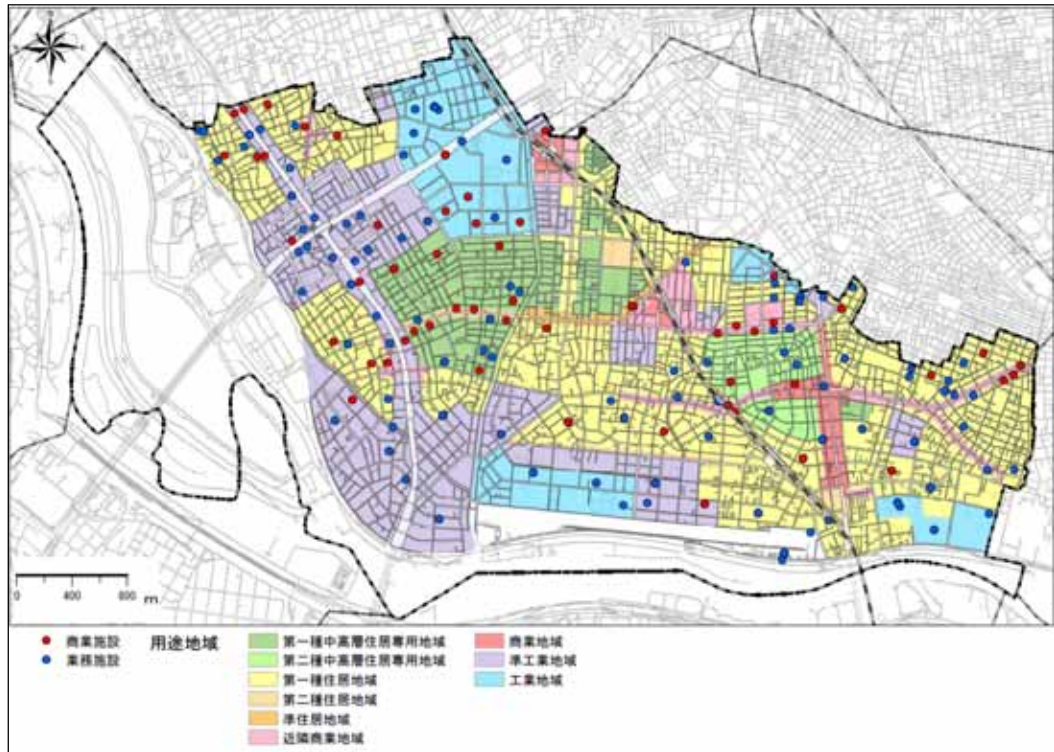 0 400 800 m
商業施設
業務施設
用途地域
第一種中高層住居専用地域
第二種中高層住居専用地域
第一種住居地域
第二種住居地域
準住居地域
近隣商業地域
商業地域
準工業地域
工業地域